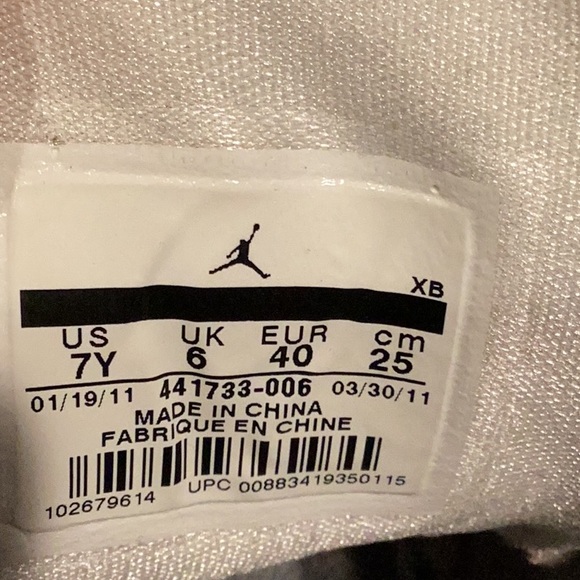 XB
US UK EUR cm
7Y 6 40 25
01/19/11 441733-006 03/30/11
MADE IN CHINA
FABRIQUE EN CHINE
102679614 UPC 00883419350115